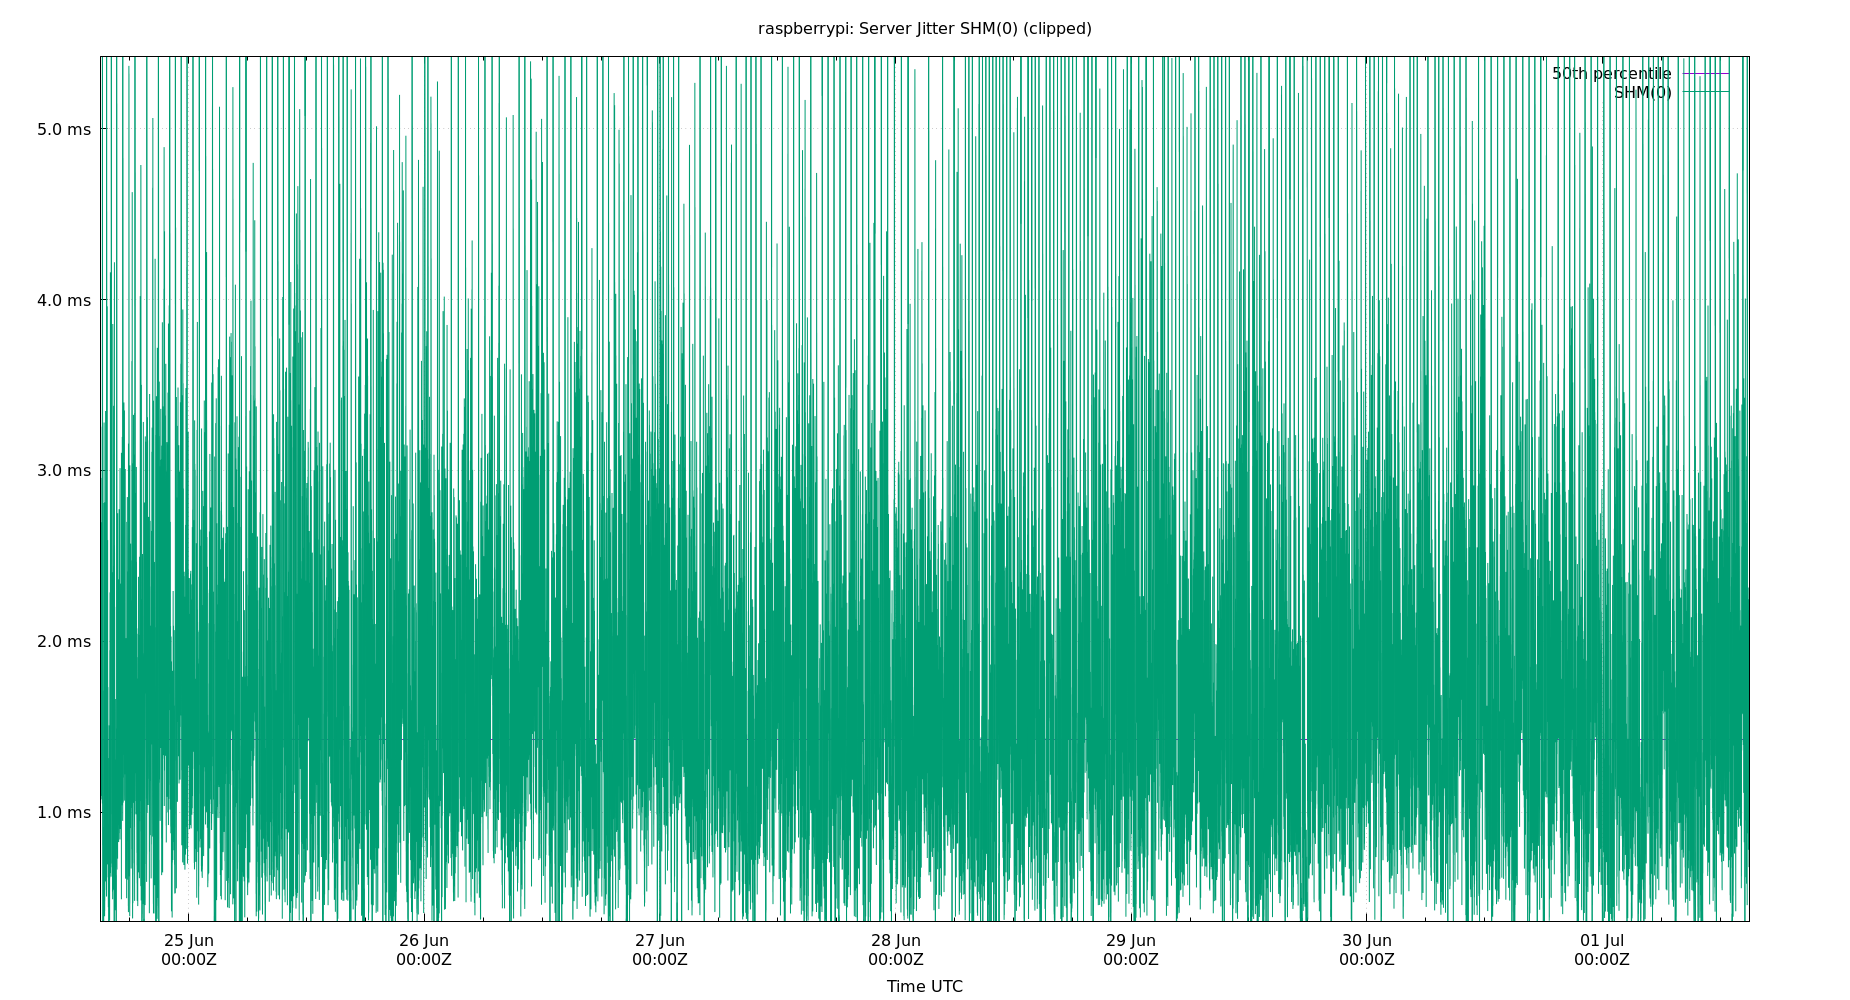 raspberrypi: Server Jitter SHM(0) (clipped)
50th percentile
SHM(0)
5.0 ms
4.0 ms
3.0 ms
2.0 ms
1.0 ms
25 Jun 26 Jun 27 Jun 28 Jun 29 Jun 30 Jun 01 Jul
00:00Z 00:00Z 00:00Z 00:00Z 00:00Z 00:00Z 00:00Z
Time UTC